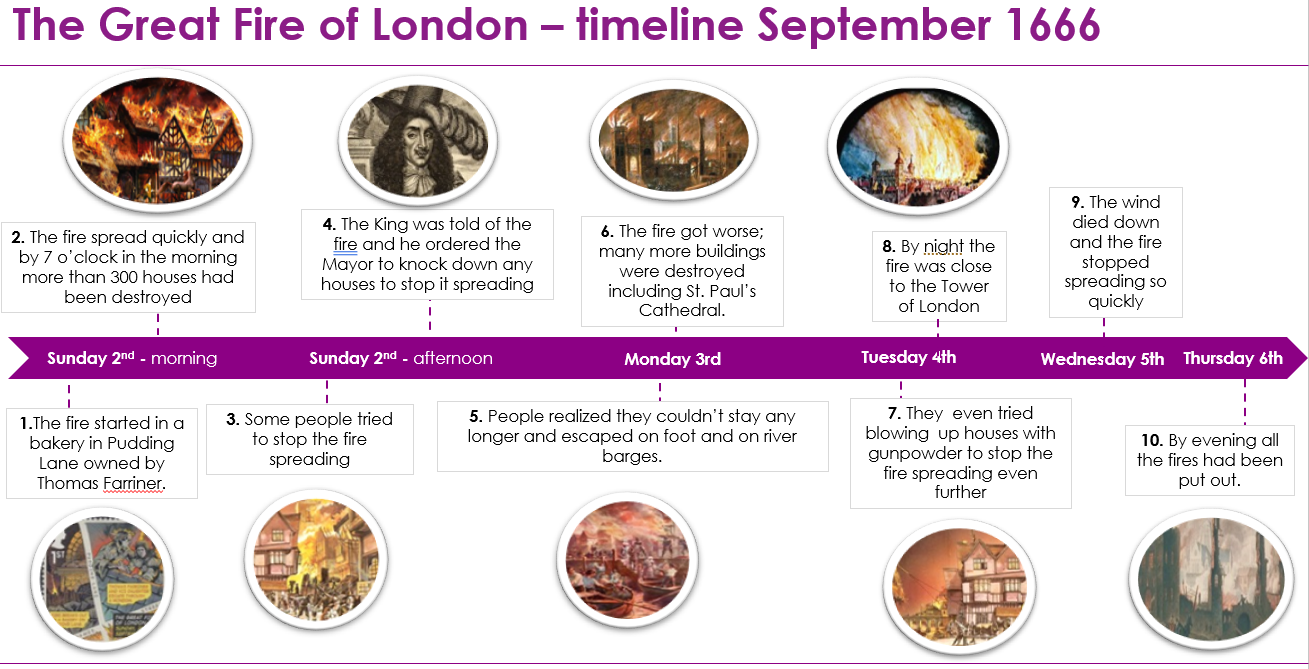 The Great Fire of London – timeline September 1666
2. The fire spread quickly and
by 7 o'clock in the morning
more than 300 houses had
been destroyed
4. The King was told of the
fire and he ordered the
Mayor to knock down any
houses to stop it spreading
6. The fire got worse;
many more buildings
were destroyed
including St. Paul's
Cathedral.
8. By night the
fire was close
to the Tower
of London
9. The wind
died down
and the fire
stopped
spreading so
quickly
Sunday 2nd - morning
Sunday 2nd - afternoon
Monday 3rd
Tuesday 4th
Wednesday 5th
Thursday 6th
1.The fire started in a
bakery in Pudding
Lane owned by
Thomas Farriner.
3. Some people tried
to stop the fire
spreading
5. People realized they couldn't stay any
longer and escaped on foot and on river
barges.
7. They  even tried
blowing  up houses with
gunpowder to stop the
fire spreading even
further
10. By evening all
the fires had been
put out.